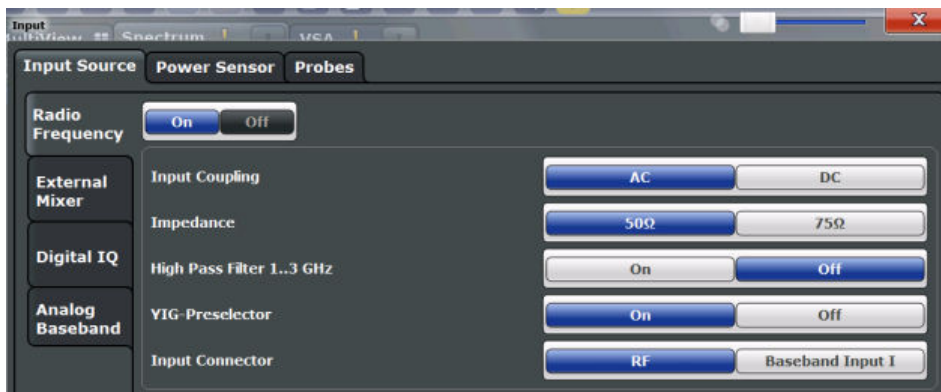 Input
MultiView Spectrum ! VSA !
X
Input Source Power Sensor Probes
Radio Frequency On Off
External Mixer
Digital IQ
Analog Baseband
Input Coupling AC DC
Impedance 50Ω 75Ω
High Pass Filter 1..3 GHz On Off
YIG-Preselector On Off
Input Connector RF Baseband Input I